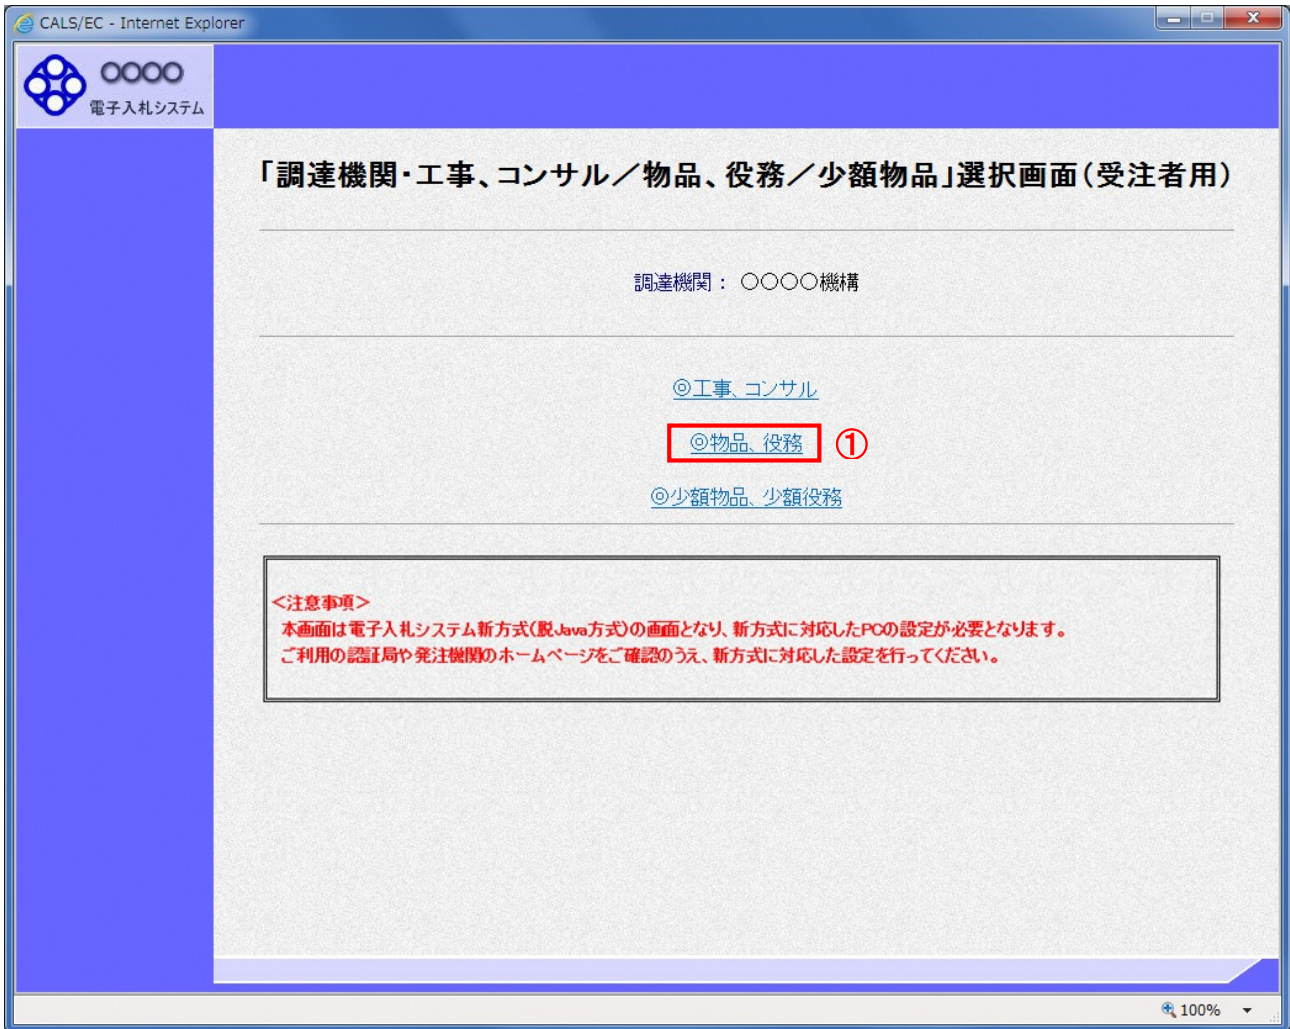 CALS/EC - Internet Explorer
○○○○
電子入札システム
「調達機関・工事、コンサル／物品、役務／少額物品」選択画面（受注者用）
調達機関： ○○○○機構
◎工事、コンサル
◎物品、役務 ①
◎少額物品、少額役務
＜注意事項＞
本画面は電子入札システム新方式(脱Java方式)の画面となり、新方式に対応したPCの設定が必要となります。
ご利用の認証局や発注機関のホームページをご確認のうえ、新方式に対応した設定を行ってください。
100%